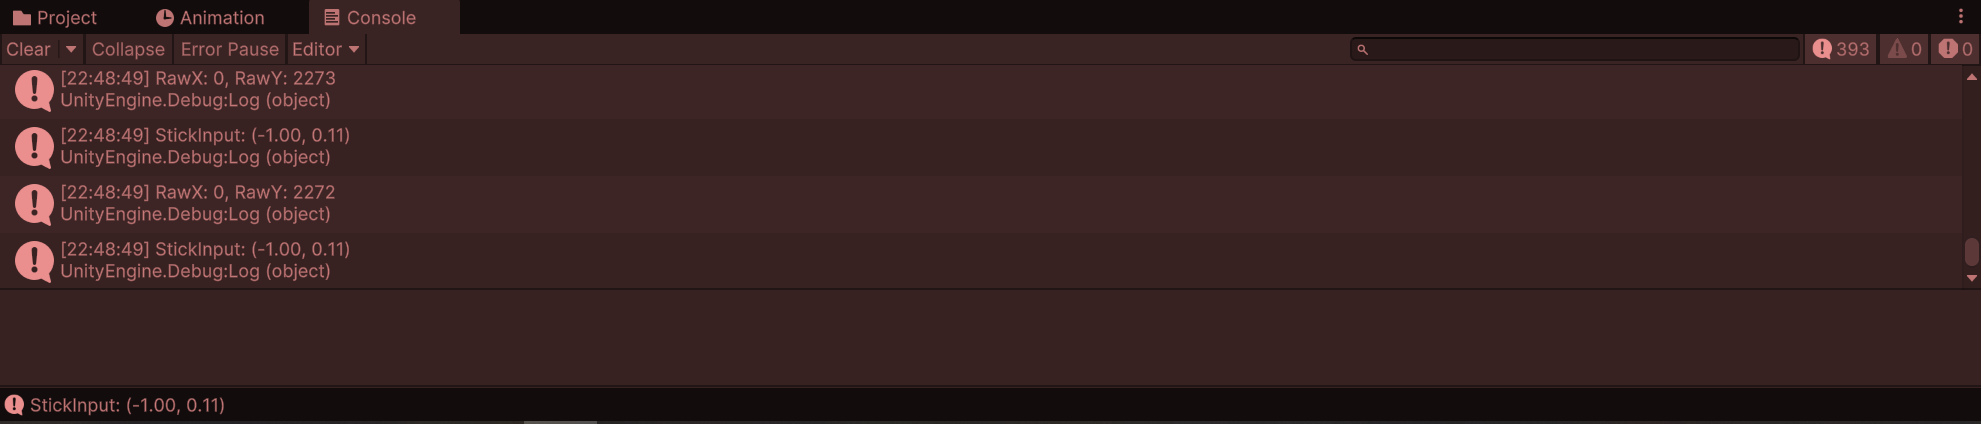 Project Animation Console
Clear Collapse Error Pause Editor 393 0 0
[22:48:49] RawX: 0, RawY: 2273
UnityEngine.Debug:Log (object)
[22:48:49] StickInput: (-1.00, 0.11)
UnityEngine.Debug:Log (object)
[22:48:49] RawX: 0, RawY: 2272
UnityEngine.Debug:Log (object)
[22:48:49] StickInput: (-1.00, 0.11)
UnityEngine.Debug:Log (object)
StickInput: (-1.00, 0.11)